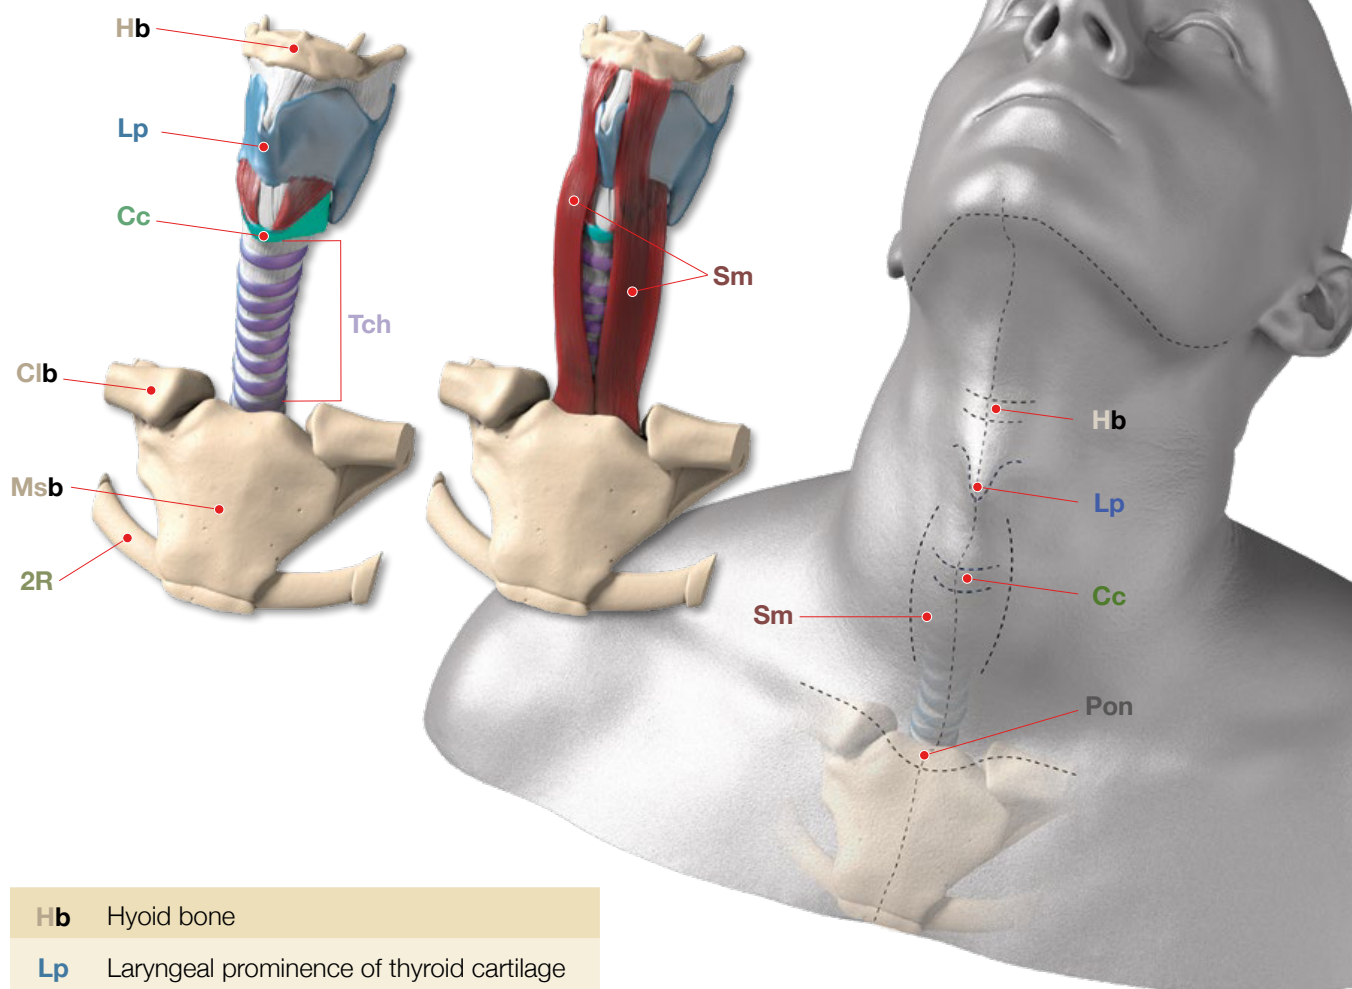 Hb
Lp
Cc
Tch
Clb
Msb
2R
Sm
Hb
Lp
Cc
Sm
Pon
Hb Hyoid bone
Lp Laryngeal prominence of thyroid cartilage